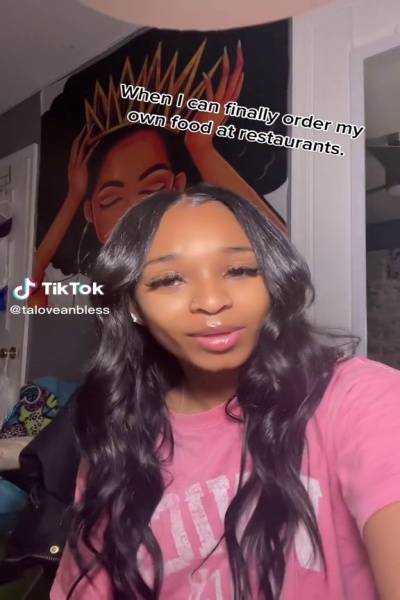 When I can finally order my
own food at restaurants.
TikTok
@taloveanbless